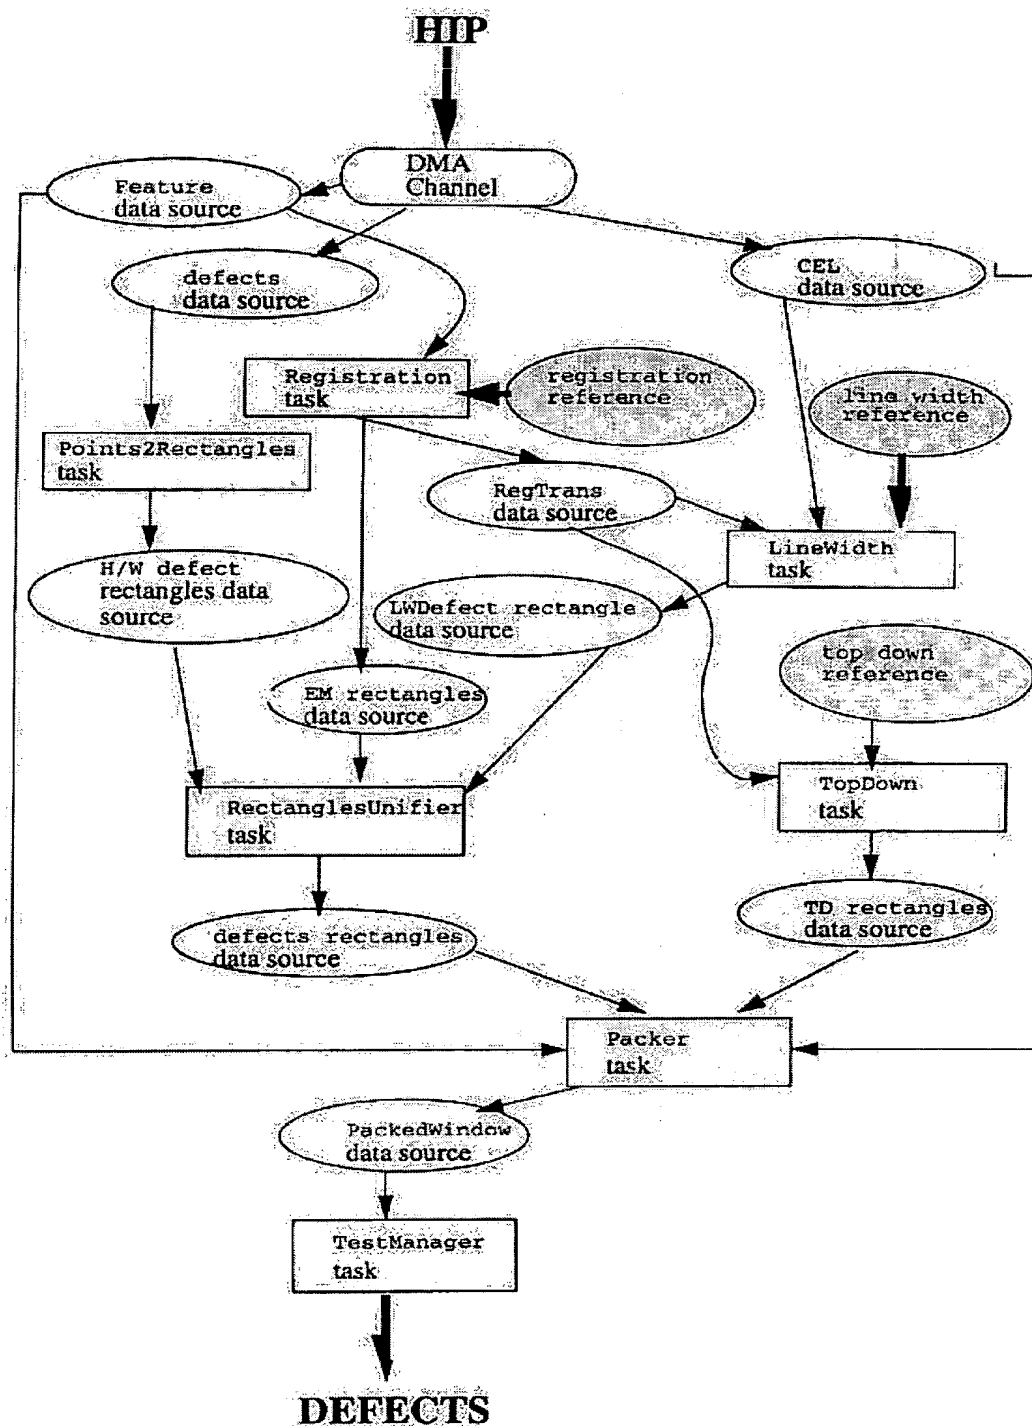 HIP
DMA
Channel
Feature
data source
defects
data source
CEL
data source
Registration
task
registration
reference
line width
reference
Points2Rectangles
task
RegTrans
data source
LineWidth
task
H/W defect
rectangles data
source
LWDefect rectangle
data source
top down
reference
EM rectangles
data source
RectanglesUnifier
task
TopDown
task
defects rectangles
data source
TD rectangles
data source
Packer
task
PackedWindow
data source
TestManager
task
DEFECTS